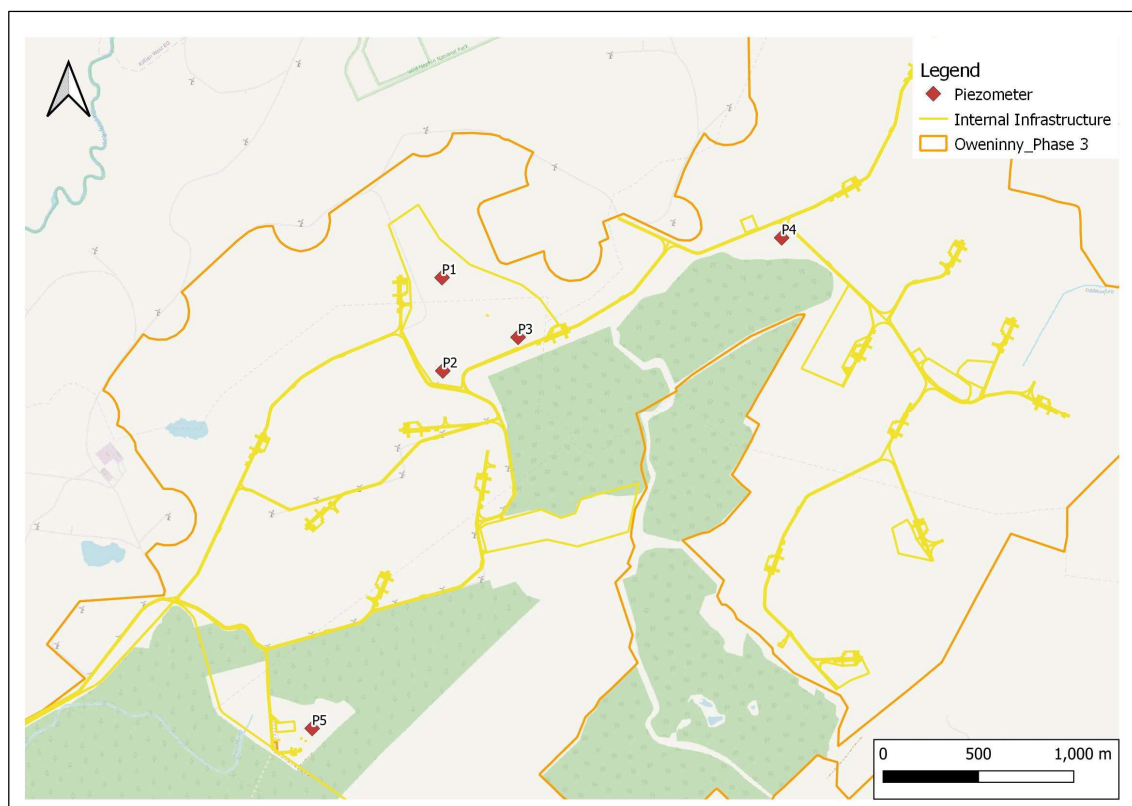 Legend
Piezometer
Internal Infrastructure
Oweninny_Phase 3
P1
P2
P3
P4
P5
0 500 1,000 m